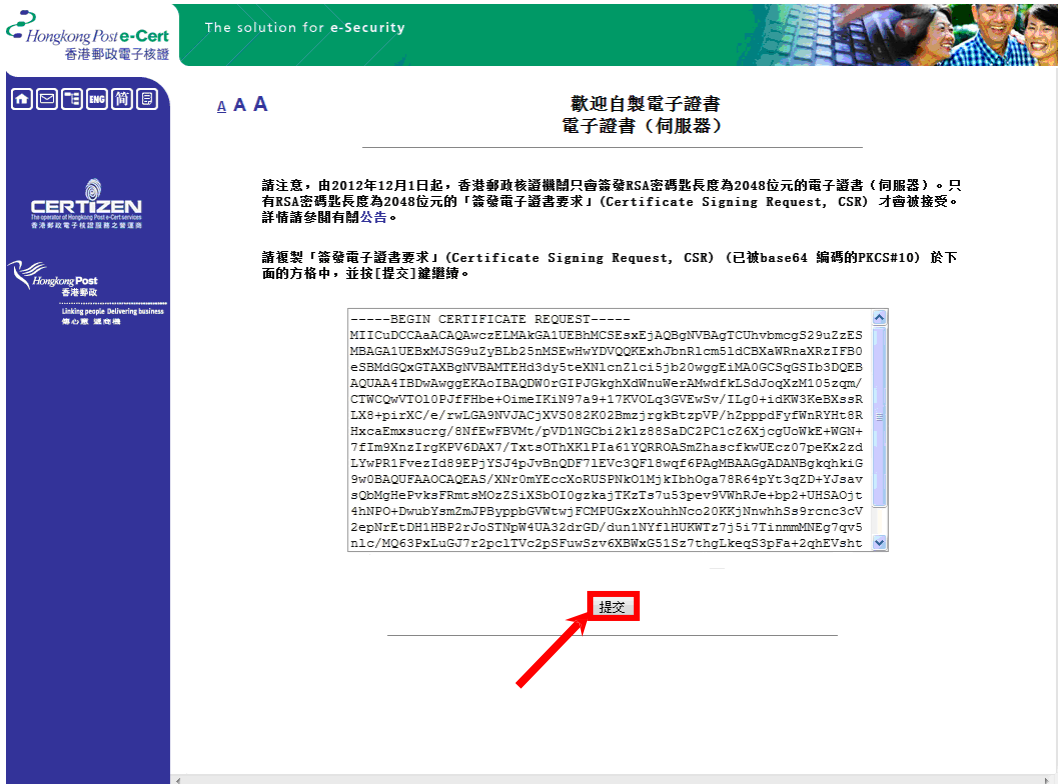 Hongkong Post e-Cert
香港郵政電子核證
The solution for e-Security
ENG 简
A A A
歡迎自製電子證書
電子證書（伺服器）
CERTIZEN
The operator of Hongkong Post e-Cert services
香港郵政電子核證服務之營運商
Hongkong Post
香港郵政
Linking people Delivering business
傳心意 遞商機
請注意，由2012年12月1日起，香港郵政核證機關只會簽發RSA密碼匙長度為2048位元的電子證書（伺服器）。只
有RSA密碼匙長度為2048位元的「簽發電子證書要求」(Certificate Signing Request, CSR) 才會被接受。
詳情請參閱有關公告。
請複製「簽發電子證書要求」(Certificate Signing Request, CSR) (已被base64 編碼的PKCS#10) 於下
面的方格中，並按[提交]鍵繼續。
-----BEGIN CERTIFICATE REQUEST-----
MIICuDCCAaACAQAwczELMAkGA1UEBhMCSEsxEjAQBgNVBAgTCUhvbmcgS29uZzES
MBAGA1UEBxMJSG9uZyBLb25nMSEwHwYDVQQKExhJbnRlcm5ldCBXaWRnaXRzIFB0
eSBMdGQxGTAXBgNVBAMTEHd3dy5teXNlcnZlci5jb20wggEiMA0GCSqGSIb3DQEB
AQUAA4IBDwAwggEKAoIBAQDW0rGIPJGkghXdWnuWerAMwdfkLSdJoqXzM105zqm/
CTWCQwVTOl0PJfFHbe+OimeIKiN97a9+17KVOLq3GVEwSv/ILg0+idKW3KeBXssR
LX8+pirXC/e/rwLGA9NVJACjXVS082K02BmzjrgkBtzpVP/hZpppdFyfWnRYHt8R
HxcaEmxsucrg/8NfEwFBVMt/pVD1NGCbi2klz88SaDC2PC1cZ6XjcgUoWkE+WGN+
7fIm9XnzIrgKPV6DAX7/TxtsOThXKlPIa61YQRROASmZhascfkwUEcz07peKx2zd
LYwPR1FvezId89EPjYSJ4pJvBnQDF7lEVc3QFl8wqf6PAgMBAAGgADANBgkqhkiG
9w0BAQUFAAOCAQEAS/XNr0mYEccXoRUSPNkO1MjkIbhOga78R64pYt3qZD+YJsav
sQbMgHePvksFRmtsMOzZSiXSbOI0gzkajTKzTs7u53pev9VWhRJe+bp2+UHSAOjt
4hNPO+DwubYsmZmJPByppbGVWtwjFCMPUGxzXouhhNco20KKjNnwhhSs9rcnc3cV
2epNrEtDH1HBP2rJoSTNpW4UA32drGD/dun1NYflHUKWTz7j5i7TinmmMNEg7qv5
nlc/MQ63PxLuGJ7r2pclTVc2pSFuwSzv6XBWxG51Sz7thgLkeqS3pFa+2qhEVsht
提交